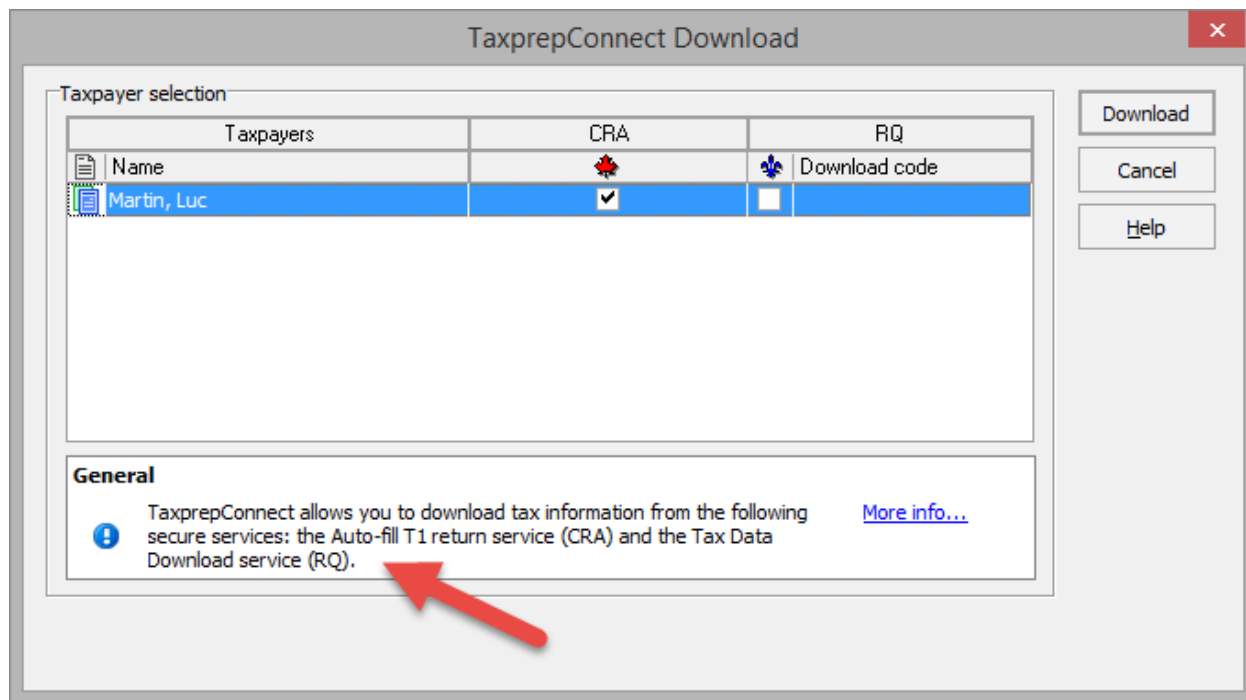 TaxprepConnect Download
Taxpayer selection
Taxpayers CRA RQ
Name Download code
Martin, Luc
Download
Cancel
Help
General
TaxprepConnect allows you to download tax information from the following More info...
secure services: the Auto-fill T1 return service (CRA) and the Tax Data
Download service (RQ).